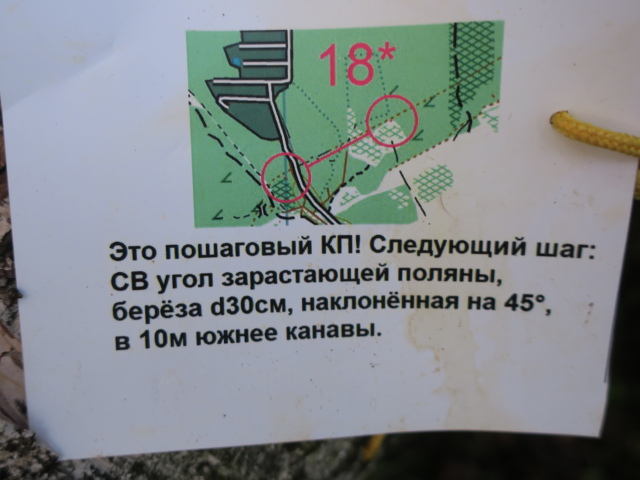 18*
Это пошаговый КП! Следующий шаг:
СВ угол зарастающей поляны,
берёза d30см, наклонённая на 45°,
в 10м южнее канавы.